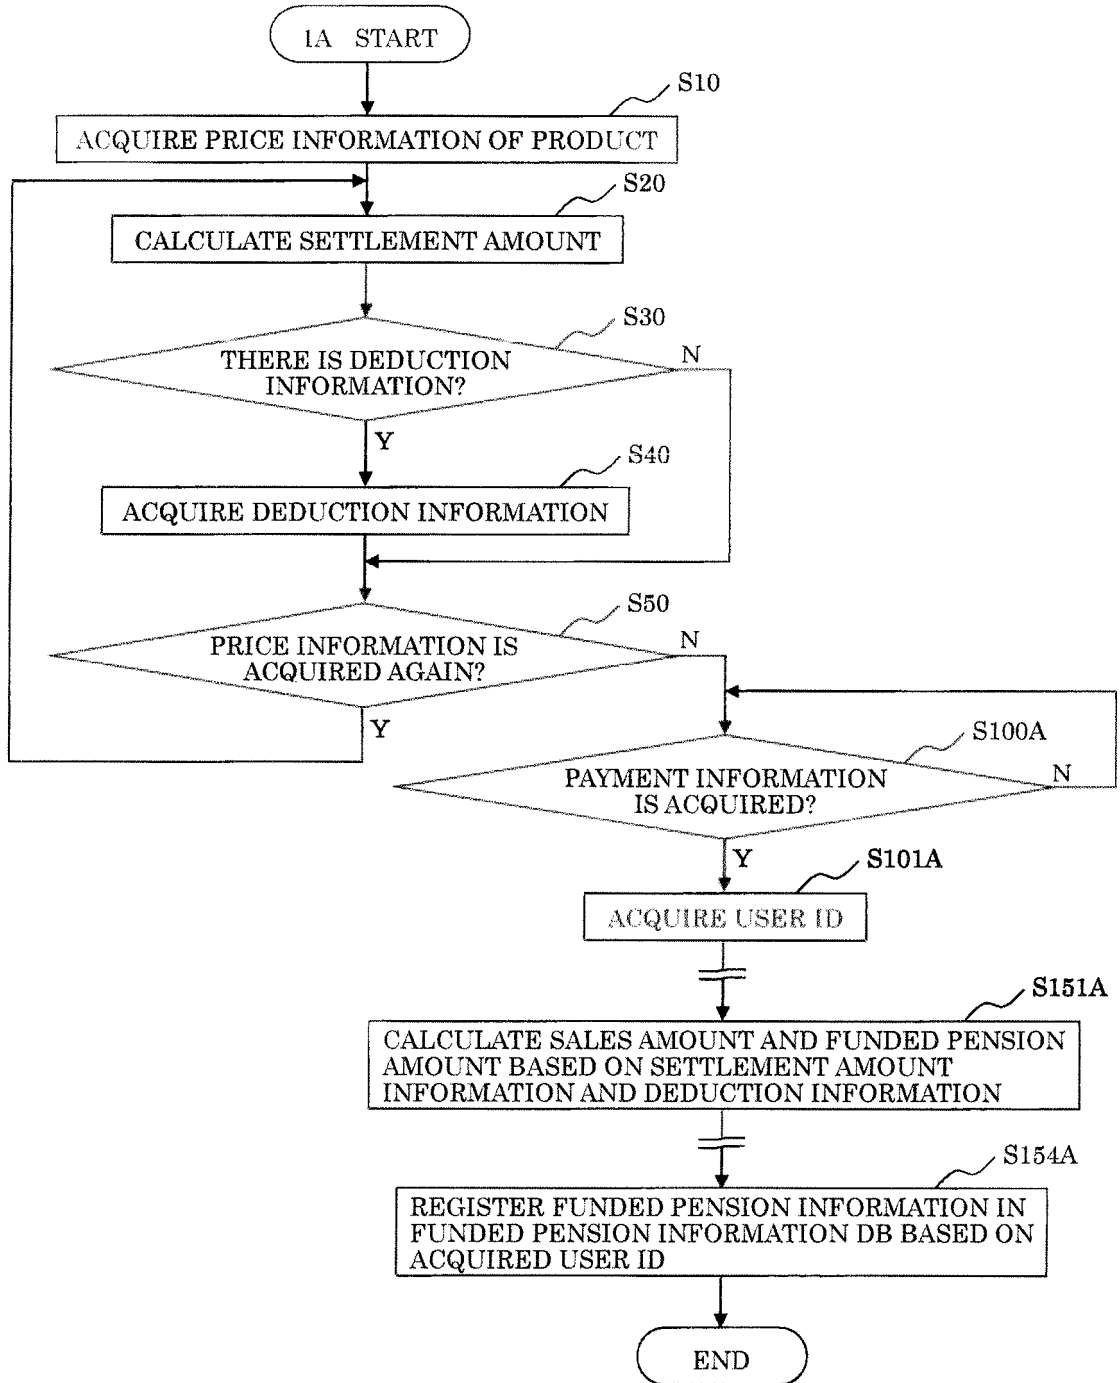 1A START
S10
ACQUIRE PRICE INFORMATION OF PRODUCT
S20
CALCULATE SETTLEMENT AMOUNT
S30
THERE IS DEDUCTION
INFORMATION?
N
Y
S40
ACQUIRE DEDUCTION INFORMATION
S50
PRICE INFORMATION IS
ACQUIRED AGAIN?
N
Y
S100A
PAYMENT INFORMATION
IS ACQUIRED?
N
Y
S101A
ACQUIRE USER ID
S151A
CALCULATE SALES AMOUNT AND FUNDED PENSION
AMOUNT BASED ON SETTLEMENT AMOUNT
INFORMATION AND DEDUCTION INFORMATION
S154A
REGISTER FUNDED PENSION INFORMATION IN
FUNDED PENSION INFORMATION DB BASED ON
ACQUIRED USER ID
END